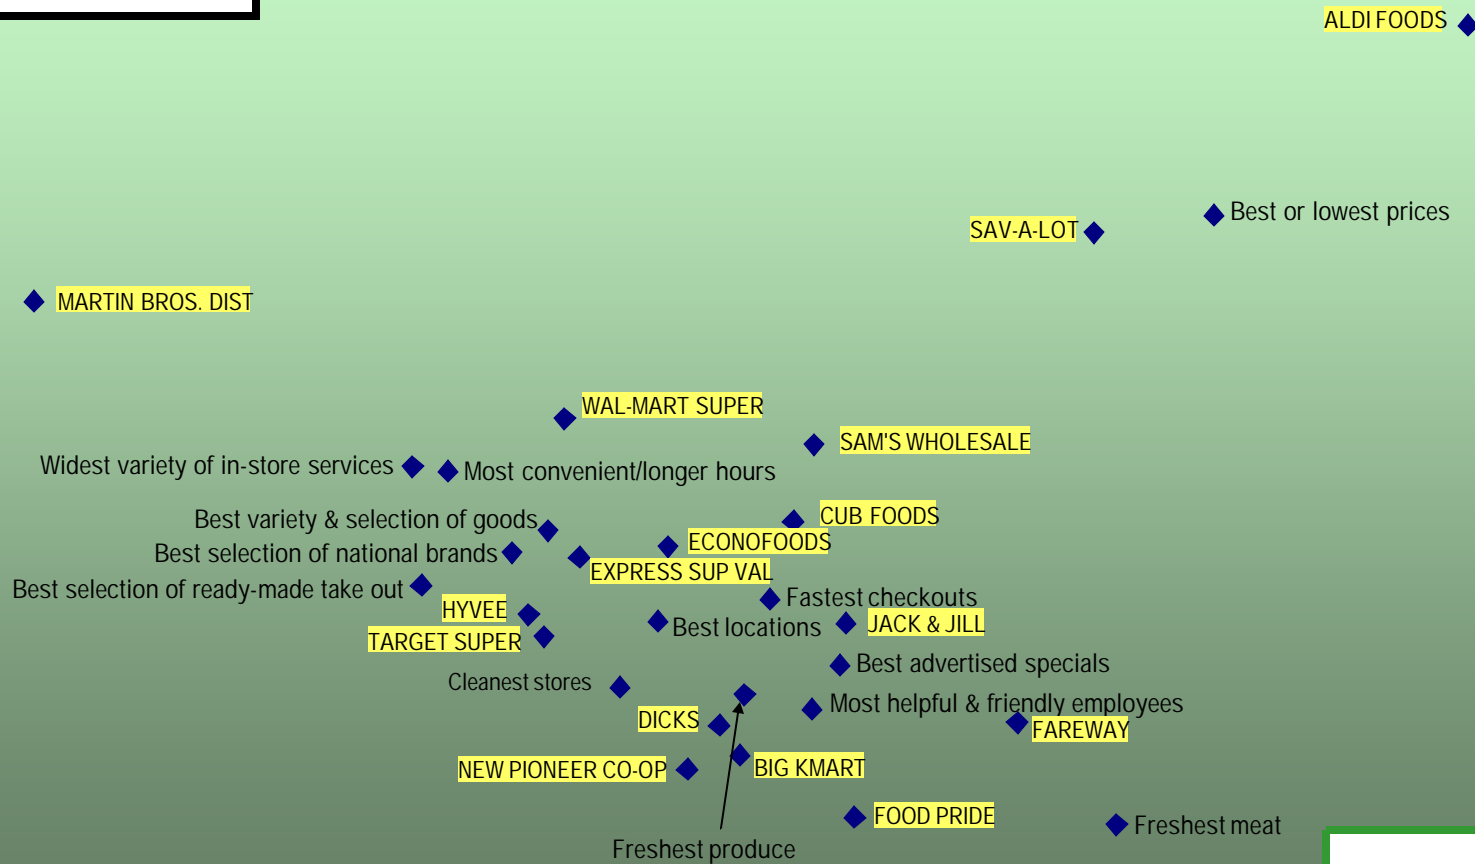 ALDI FOODS
Best or lowest prices
SAV-A-LOT
MARTIN BROS. DIST
WAL-MART SUPER
SAM'S WHOLESALE
Widest variety of in-store services
Most convenient/longer hours
Best variety & selection of goods
CUB FOODS
ECONOFOODS
Best selection of national brands
EXPRESS SUP VAL
Best selection of ready-made take out
Fastest checkouts
HYVEE
JACK & JILL
Best locations
TARGET SUPER
Best advertised specials
Cleanest stores
Most helpful & friendly employees
DICKS
FAREWAY
NEW PIONEER CO-OP
BIG KMART
FOOD PRIDE
Freshest meat
Freshest produce